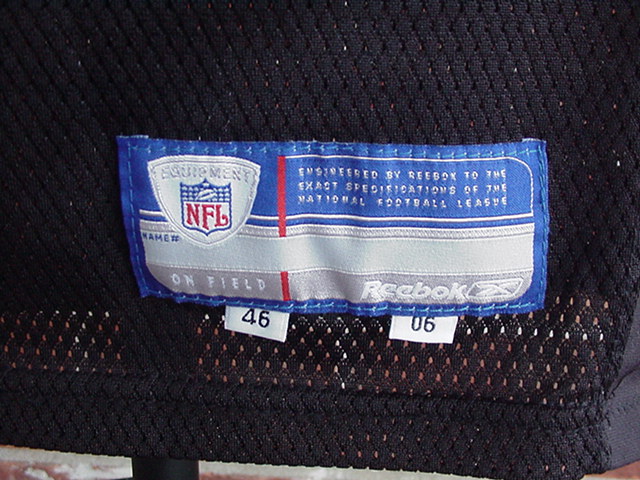 EQUIPMENT
NFL
ENGINEERED BY REEBOK TO THE
EXACT SPECIFICATIONS OF THE
NATIONAL FOOTBALL LEAGUE
NAME#
ON FIELD
Reebok
46
06